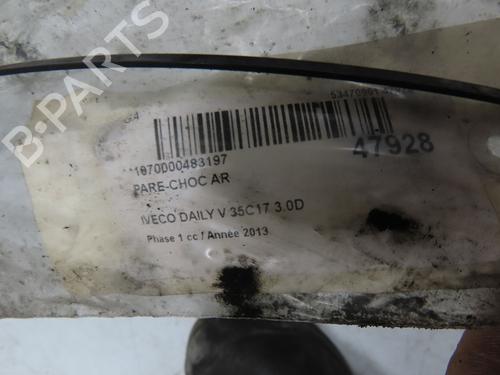 B-PARTS
47928
1870000483197
PARE-CHOC AR
IVECO DAILY V 35C17 3.0D
Phase 1 cc / Année 2013